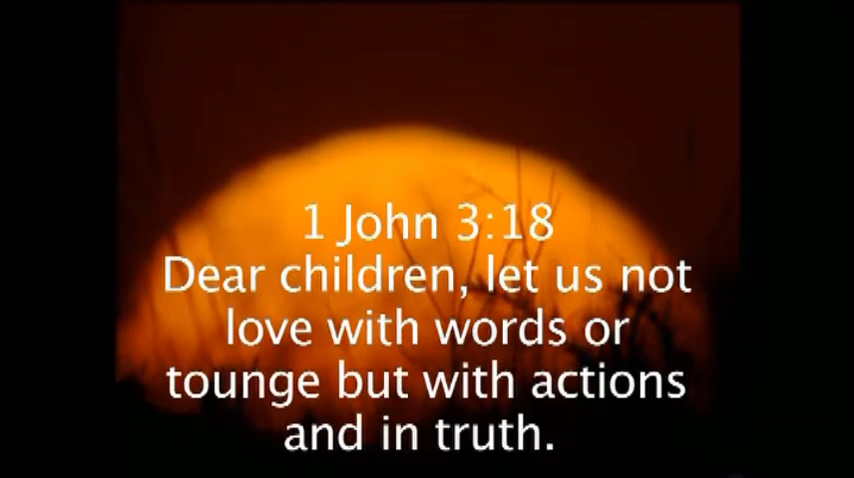 1 John 3:18
Dear children, let us not
love with words or
tounge but with actions
and in truth.